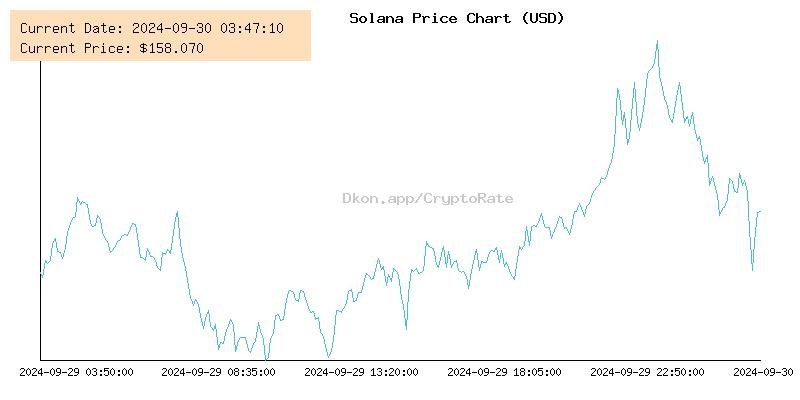 Solana Price Chart (USD)
Current Date: 2024-09-30 03:47:10
Current Price: $158.070
Dkon.app/CryptoRate
2024-09-29 03:50:00 2024-09-29 08:35:00 2024-09-29 13:20:00 2024-09-29 18:05:00 2024-09-29 22:50:00 2024-09-30